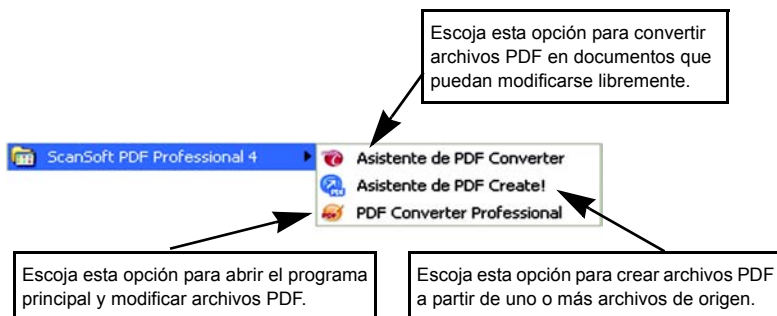 Escoja esta opción para convertir
archivos PDF en documentos que
puedan modificarse libremente.
ScanSoft PDF Professional 4
Asistente de PDF Converter
Asistente de PDF Create!
PDF Converter Professional
Escoja esta opción para abrir el programa
principal y modificar archivos PDF.
Escoja esta opción para crear archivos PDF
a partir de uno o más archivos de origen.